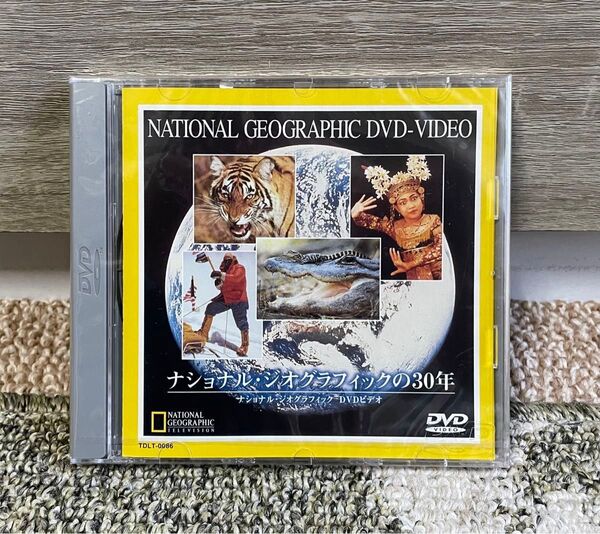 NATIONAL GEOGRAPHIC DVD-VIDEO
ナショナル・ジオグラフィックの30年
ナショナル・ジオグラフィック DVDビデオ
NATIONAL
GEOGRAPHIC
TELEVISION
DVD
VIDEO
TDLT-0086
DVD